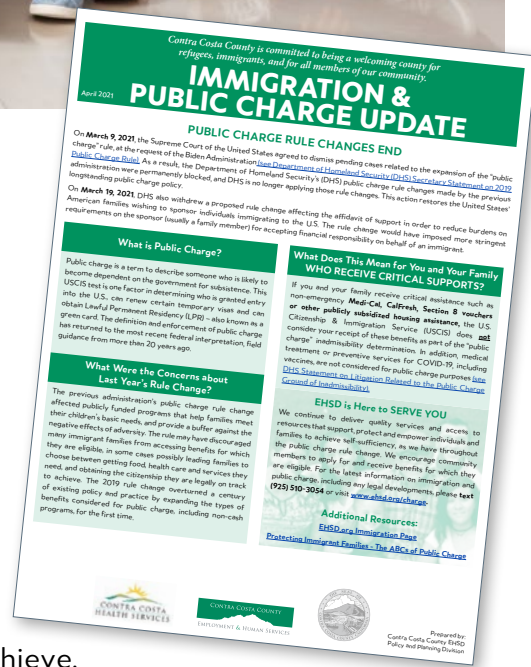 Contra Costa County is committed to being a welcoming county for
refugees, immigrants, and for all members of our community.
IMMIGRATION &
PUBLIC CHARGE UPDATE
April 2021
PUBLIC CHARGE RULE CHANGES END
On March 9, 2021, the Supreme Court of the United States agreed to dismiss pending cases related to the expansion of the "public
charge" rule, at the request of the Biden Administration (see Department of Homeland Security (DHS) Secretary Statement on 2019
Public Charge Rule). As a result, the Department of Homeland Security's (DHS) public charge rule changes made by the previous
administration were permanently blocked, and DHS is no longer applying those rule changes. This action restores the United States'
longstanding public charge policy.
On March 19, 2021, DHS also withdrew a proposed rule change affecting the affidavit of support in order to reduce burdens on
American families wishing to sponsor individuals immigrating to the U.S. The rule change would have imposed more stringent
requirements on the sponsor (usually a family member) for accepting financial responsibility on behalf of an immigrant.
What is Public Charge?
Public charge is a term to describe someone who is likely to
become dependent on the government for subsistence. This
USCIS test is one factor in determining who is granted entry
into the U.S., can renew certain temporary visas and can
obtain Lawful Permanent Residency (LPR) – also known as a
green card. The definition and enforcement of public charge
has returned to the most recent federal interpretation, field
guidance from more than 20 years ago.
What Were the Concerns about
Last Year's Rule Change?
The previous administration's public charge rule change
affected publicly funded programs that help families meet
their children's basic needs, and provide a buffer against the
negative effects of adversity. The rule may have discouraged
many immigrant families from accessing benefits for which
they are eligible, in some cases possibly leading families to
choose between getting food, health care and services they
need, and obtaining the citizenship they are legally on track
to achieve. The 2019 rule change overturned a century
of existing policy and practice by expanding the types of
benefits considered for public charge, including non-cash
programs, for the first time.
What Does This Mean for You and Your Family
WHO RECEIVE CRITICAL SUPPORTS?
If you and your family receive critical assistance such as
non-emergency Medi-Cal, CalFresh, Section 8 vouchers
or other publicly subsidized housing assistance, the U.S.
Citizenship & Immigration Service (USCIS) does not
consider your receipt of these benefits as part of the "public
charge" inadmissibility determination. In addition, medical
treatment or preventive services for COVID-19, including
vaccines, are not considered for public charge purposes (see
DHS Statement on Litigation Related to the Public Charge
Ground of Inadmissibility).
EHSD is Here to SERVE YOU
We continue to deliver quality services and access to
resources that support, protect and empower individuals and
families to achieve self-sufficiency, as we have throughout
the public charge rule change. We encourage community
members to apply for and receive benefits for which they
are eligible. For the latest information on immigration and
public charge, including any legal developments, please text
(925) 510-3054 or visit www.ehsd.org/charge.
Additional Resources:
EHSD.org Immigration Page
Protecting Immigrant Families - The ABCs of Public Charge
CONTRA COSTA
HEALTH SERVICES
CONTRA COSTA COUNTY
EMPLOYMENT & HUMAN SERVICES
Prepared by:
Contra Costa County EHSD
Policy and Planning Division
hieve.